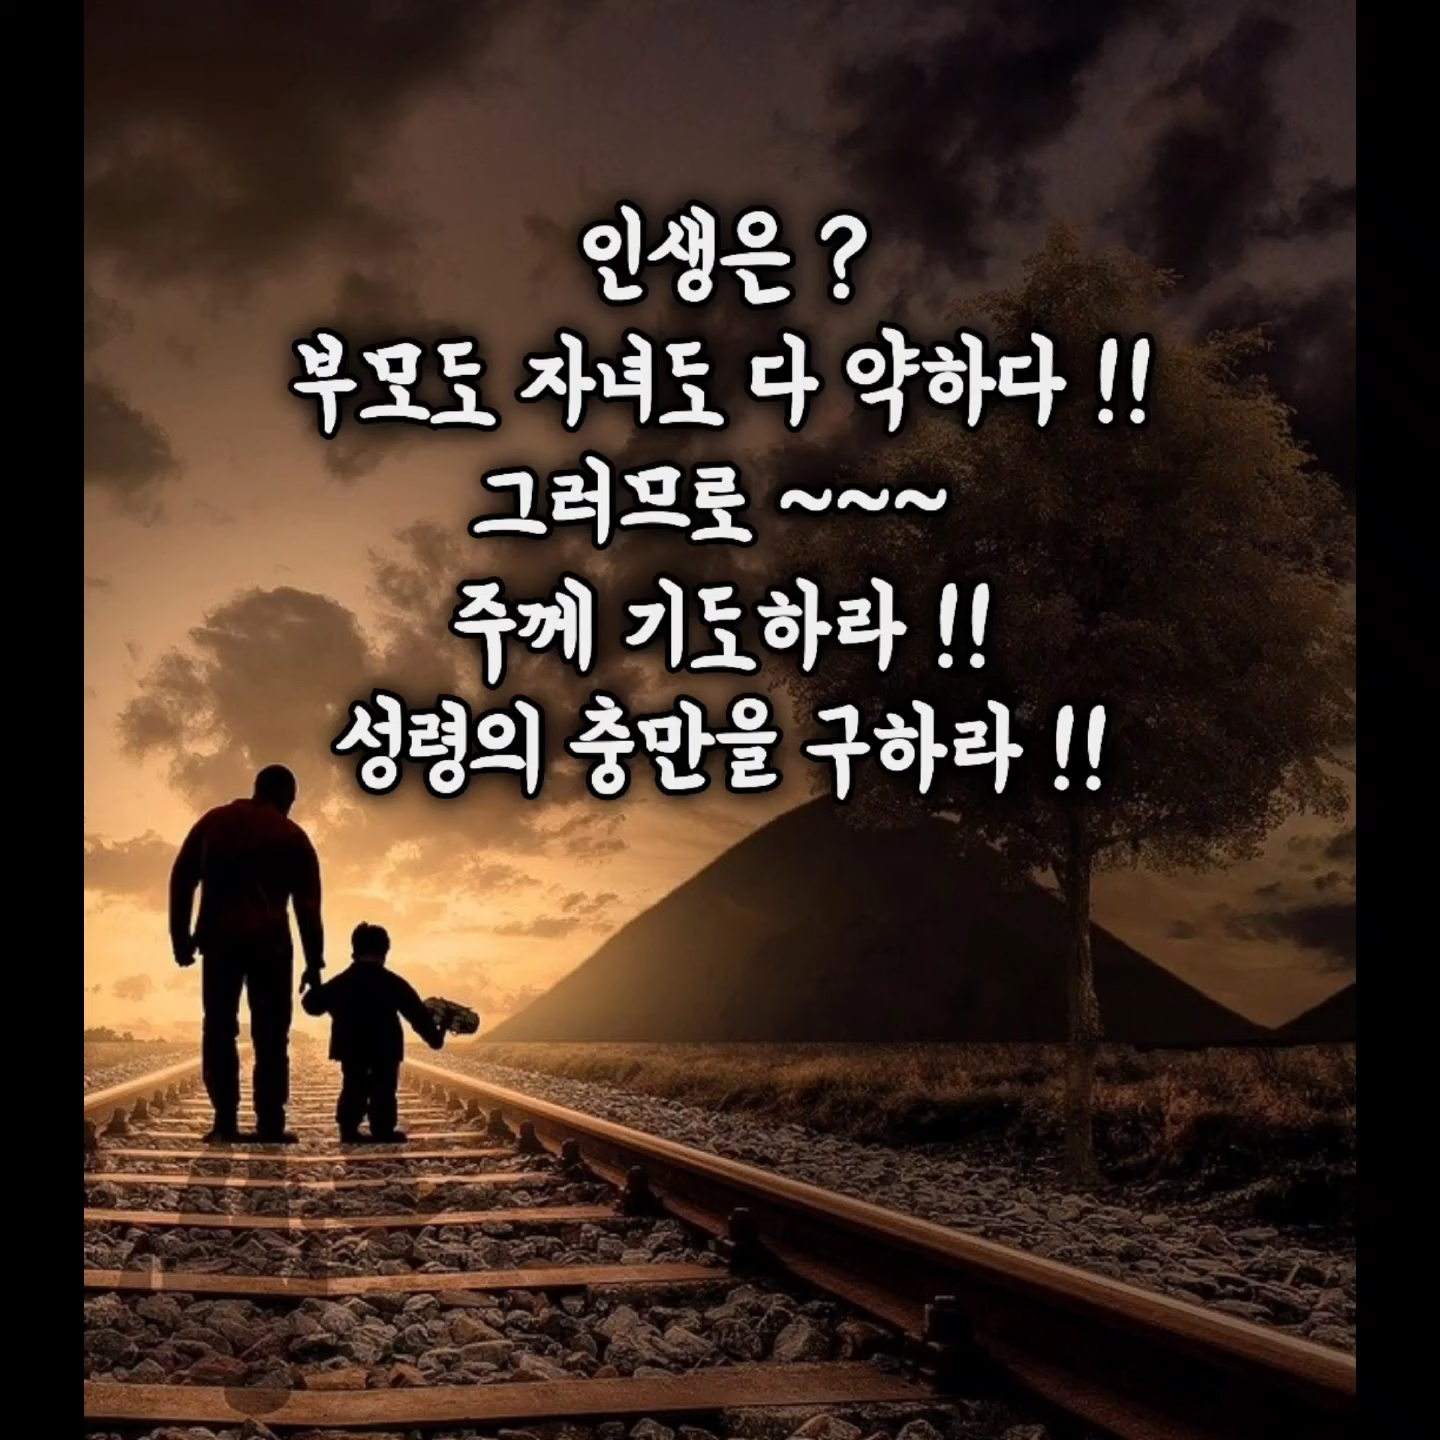 인생은 ?
부모도 자녀도 다 약하다 !!
그러므로 ~~~
주께 기도하라 !!
성령의 충만을 구하라 !!